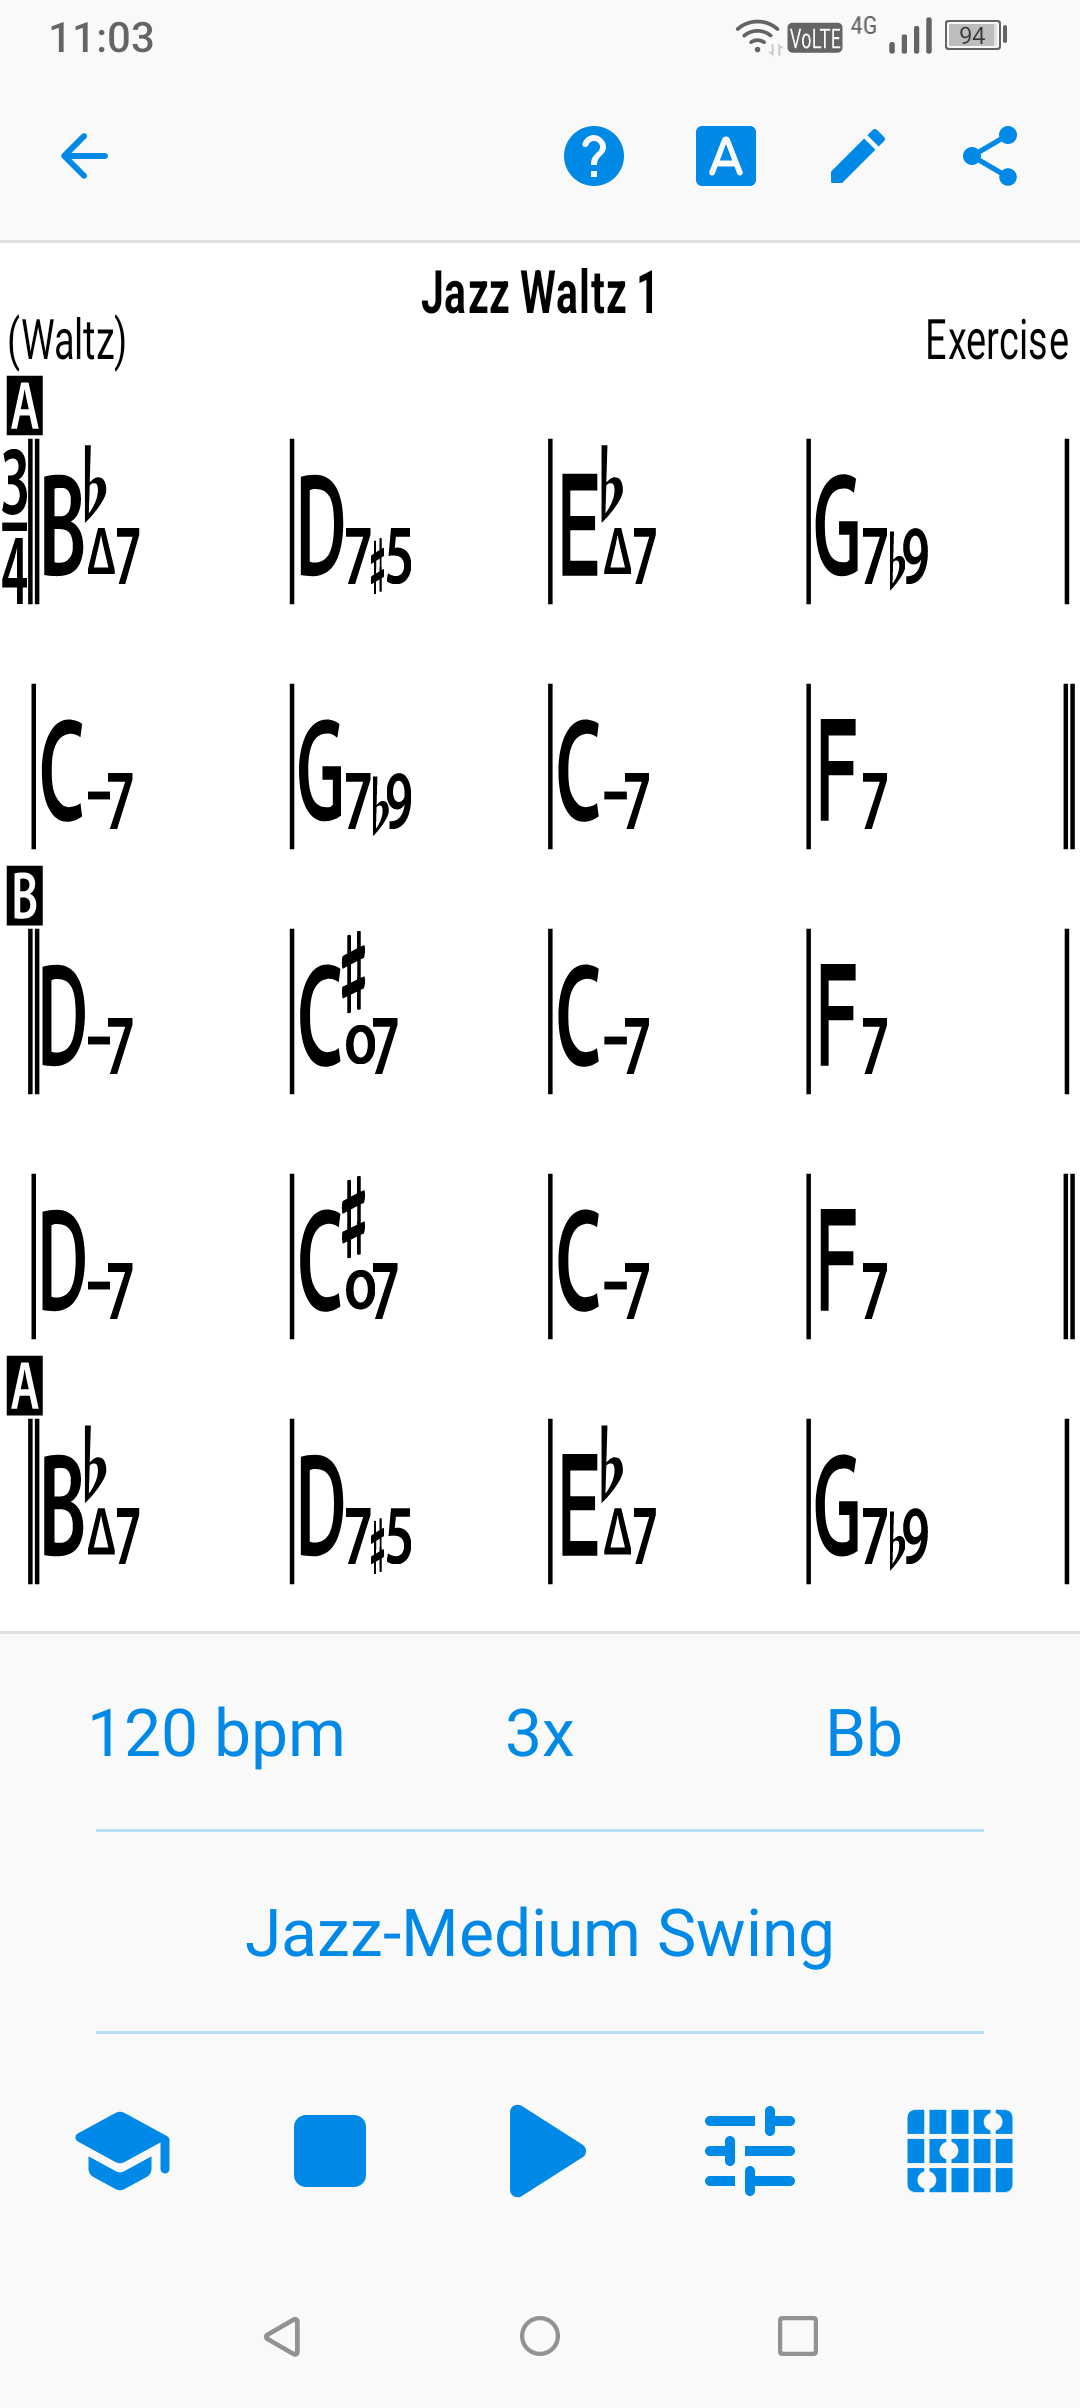 11:03 VoLTE 4G 94
A
Jazz Waltz 1
(Waltz) Exercise
A
3/4 B♭Δ7 D7♯5 E♭Δ7 G7♭9
C–7 G7♭9 C–7 F7
B
D–7 C♯o7 C–7 F7
D–7 C♯o7 C–7 F7
A
B♭Δ7 D7♯5 E♭Δ7 G7♭9
120 bpm 3x Bb
Jazz-Medium Swing